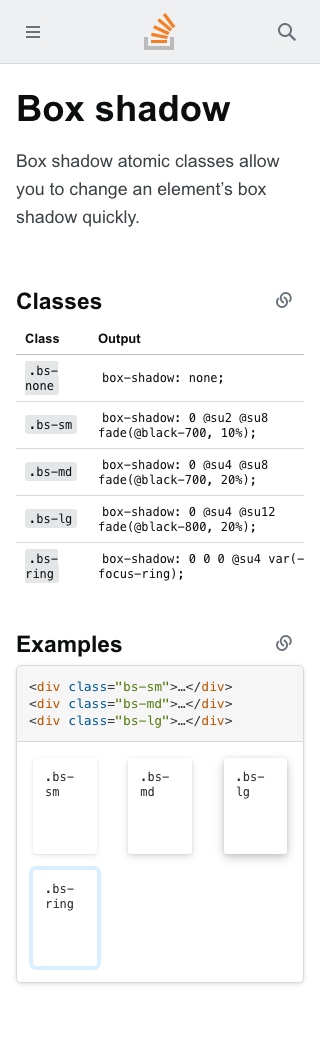 Box shadow
Box shadow atomic classes allow
you to change an element’s box
shadow quickly.
Classes
Class Output
.bs-
none
box-shadow: none;
.bs-sm
box-shadow: 0 @su2 @su8
fade(@black-700, 10%);
.bs-md
box-shadow: 0 @su4 @su8
fade(@black-700, 20%);
.bs-lg
box-shadow: 0 @su4 @su12
fade(@black-800, 20%);
.bs-
ring
box-shadow: 0 0 0 @su4 var(-
focus-ring);
Examples
<div class="bs-sm">…</div>
<div class="bs-md">…</div>
<div class="bs-lg">…</div>
.bs-
sm
.bs-
md
.bs-
lg
.bs-
ring